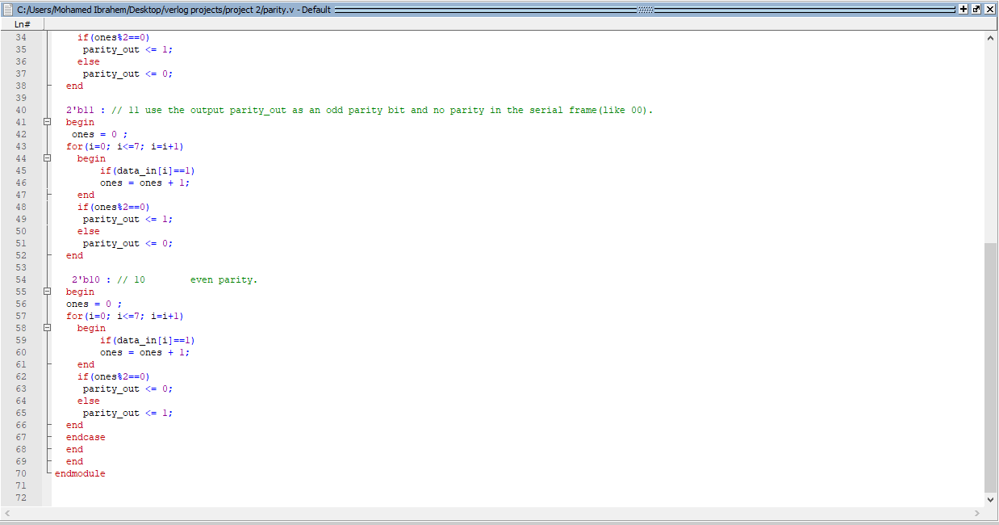 C:/Users/Mohamed Ibrahem/Desktop/verlog projects/project 2/parity.v - Default
Ln#
34 if(ones%2==0)
35 parity_out <= 1;
36 else
37 parity_out <= 0;
38 end
39
40 2'b11 : // 11 use the output parity_out as an odd parity bit and no parity in the serial frame(like 00).
41 begin
42 ones = 0 ;
43 for(i=0; i<=7; i=i+1)
44 begin
45 if(data_in[i]==1)
46 ones = ones + 1;
47 end
48 if(ones%2==0)
49 parity_out <= 1;
50 else
51 parity_out <= 0;
52 end
53
54 2'b10 : // 10 even parity.
55 begin
56 ones = 0 ;
57 for(i=0; i<=7; i=i+1)
58 begin
59 if(data_in[i]==1)
60 ones = ones + 1;
61 end
62 if(ones%2==0)
63 parity_out <= 0;
64 else
65 parity_out <= 1;
66 end
67 endcase
68 end
69 end
70 endmodule
71
72